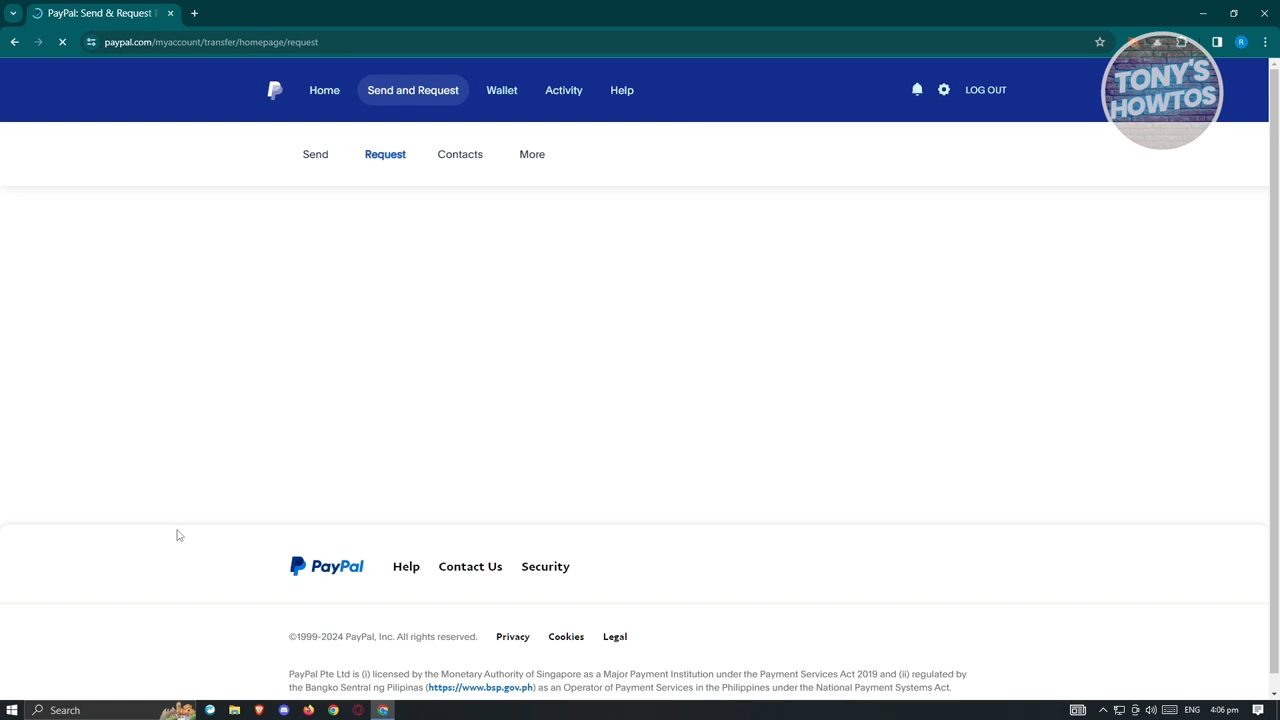 PayPal: Send & Request
paypal.com/myaccount/transfer/homepage/request
R
TONY'S
HOWTOS
Home
Send and Request
Wallet
Activity
Help
LOG OUT
Send
Request
Contacts
More
PayPal
Help
Contact Us
Security
©1999-2024 PayPal, Inc. All rights reserved.
Privacy
Cookies
Legal
PayPal Pte Ltd is (i) licensed by the Monetary Authority of Singapore as a Major Payment Institution under the Payment Services Act 2019 and (ii) regulated by
the Bangko Sentral ng Pilipinas (https://www.bsp.gov.ph) as an Operator of Payment Services in the Philippines under the National Payment Systems Act.
Search
ENG
4:06 pm